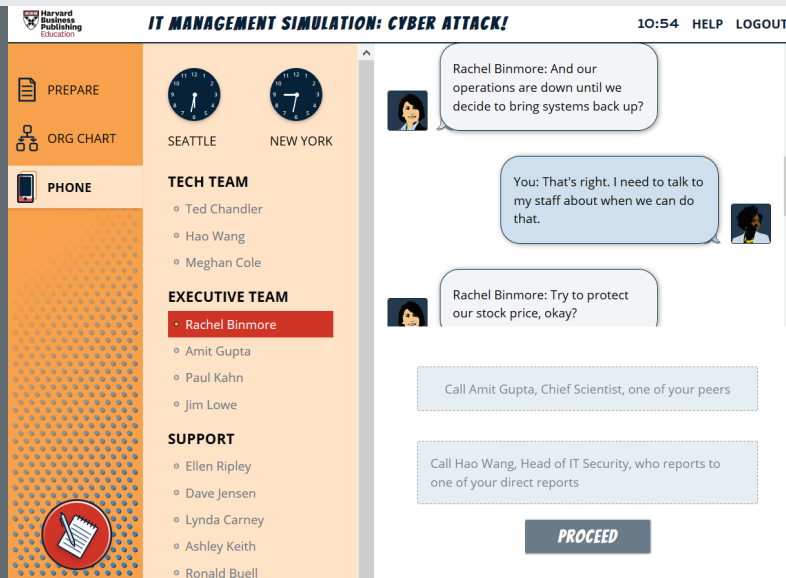 Harvard
Business
Publishing
Education
IT MANAGEMENT SIMULATION: CYBER ATTACK!
10:54 HELP LOGOUT
PREPARE
ORG CHART
PHONE
SEATTLE
NEW YORK
TECH TEAM
Ted Chandler
Hao Wang
Meghan Cole
EXECUTIVE TEAM
Rachel Binmore
Amit Gupta
Paul Kahn
Jim Lowe
SUPPORT
Ellen Ripley
Dave Jensen
Lynda Carney
Ashley Keith
Ronald Buell
Rachel Binmore: And our
operations are down until we
decide to bring systems back up?
You: That's right. I need to talk to
my staff about when we can do
that.
Rachel Binmore: Try to protect
our stock price, okay?
Call Amit Gupta, Chief Scientist, one of your peers
Call Hao Wang, Head of IT Security, who reports to
one of your direct reports
PROCEED